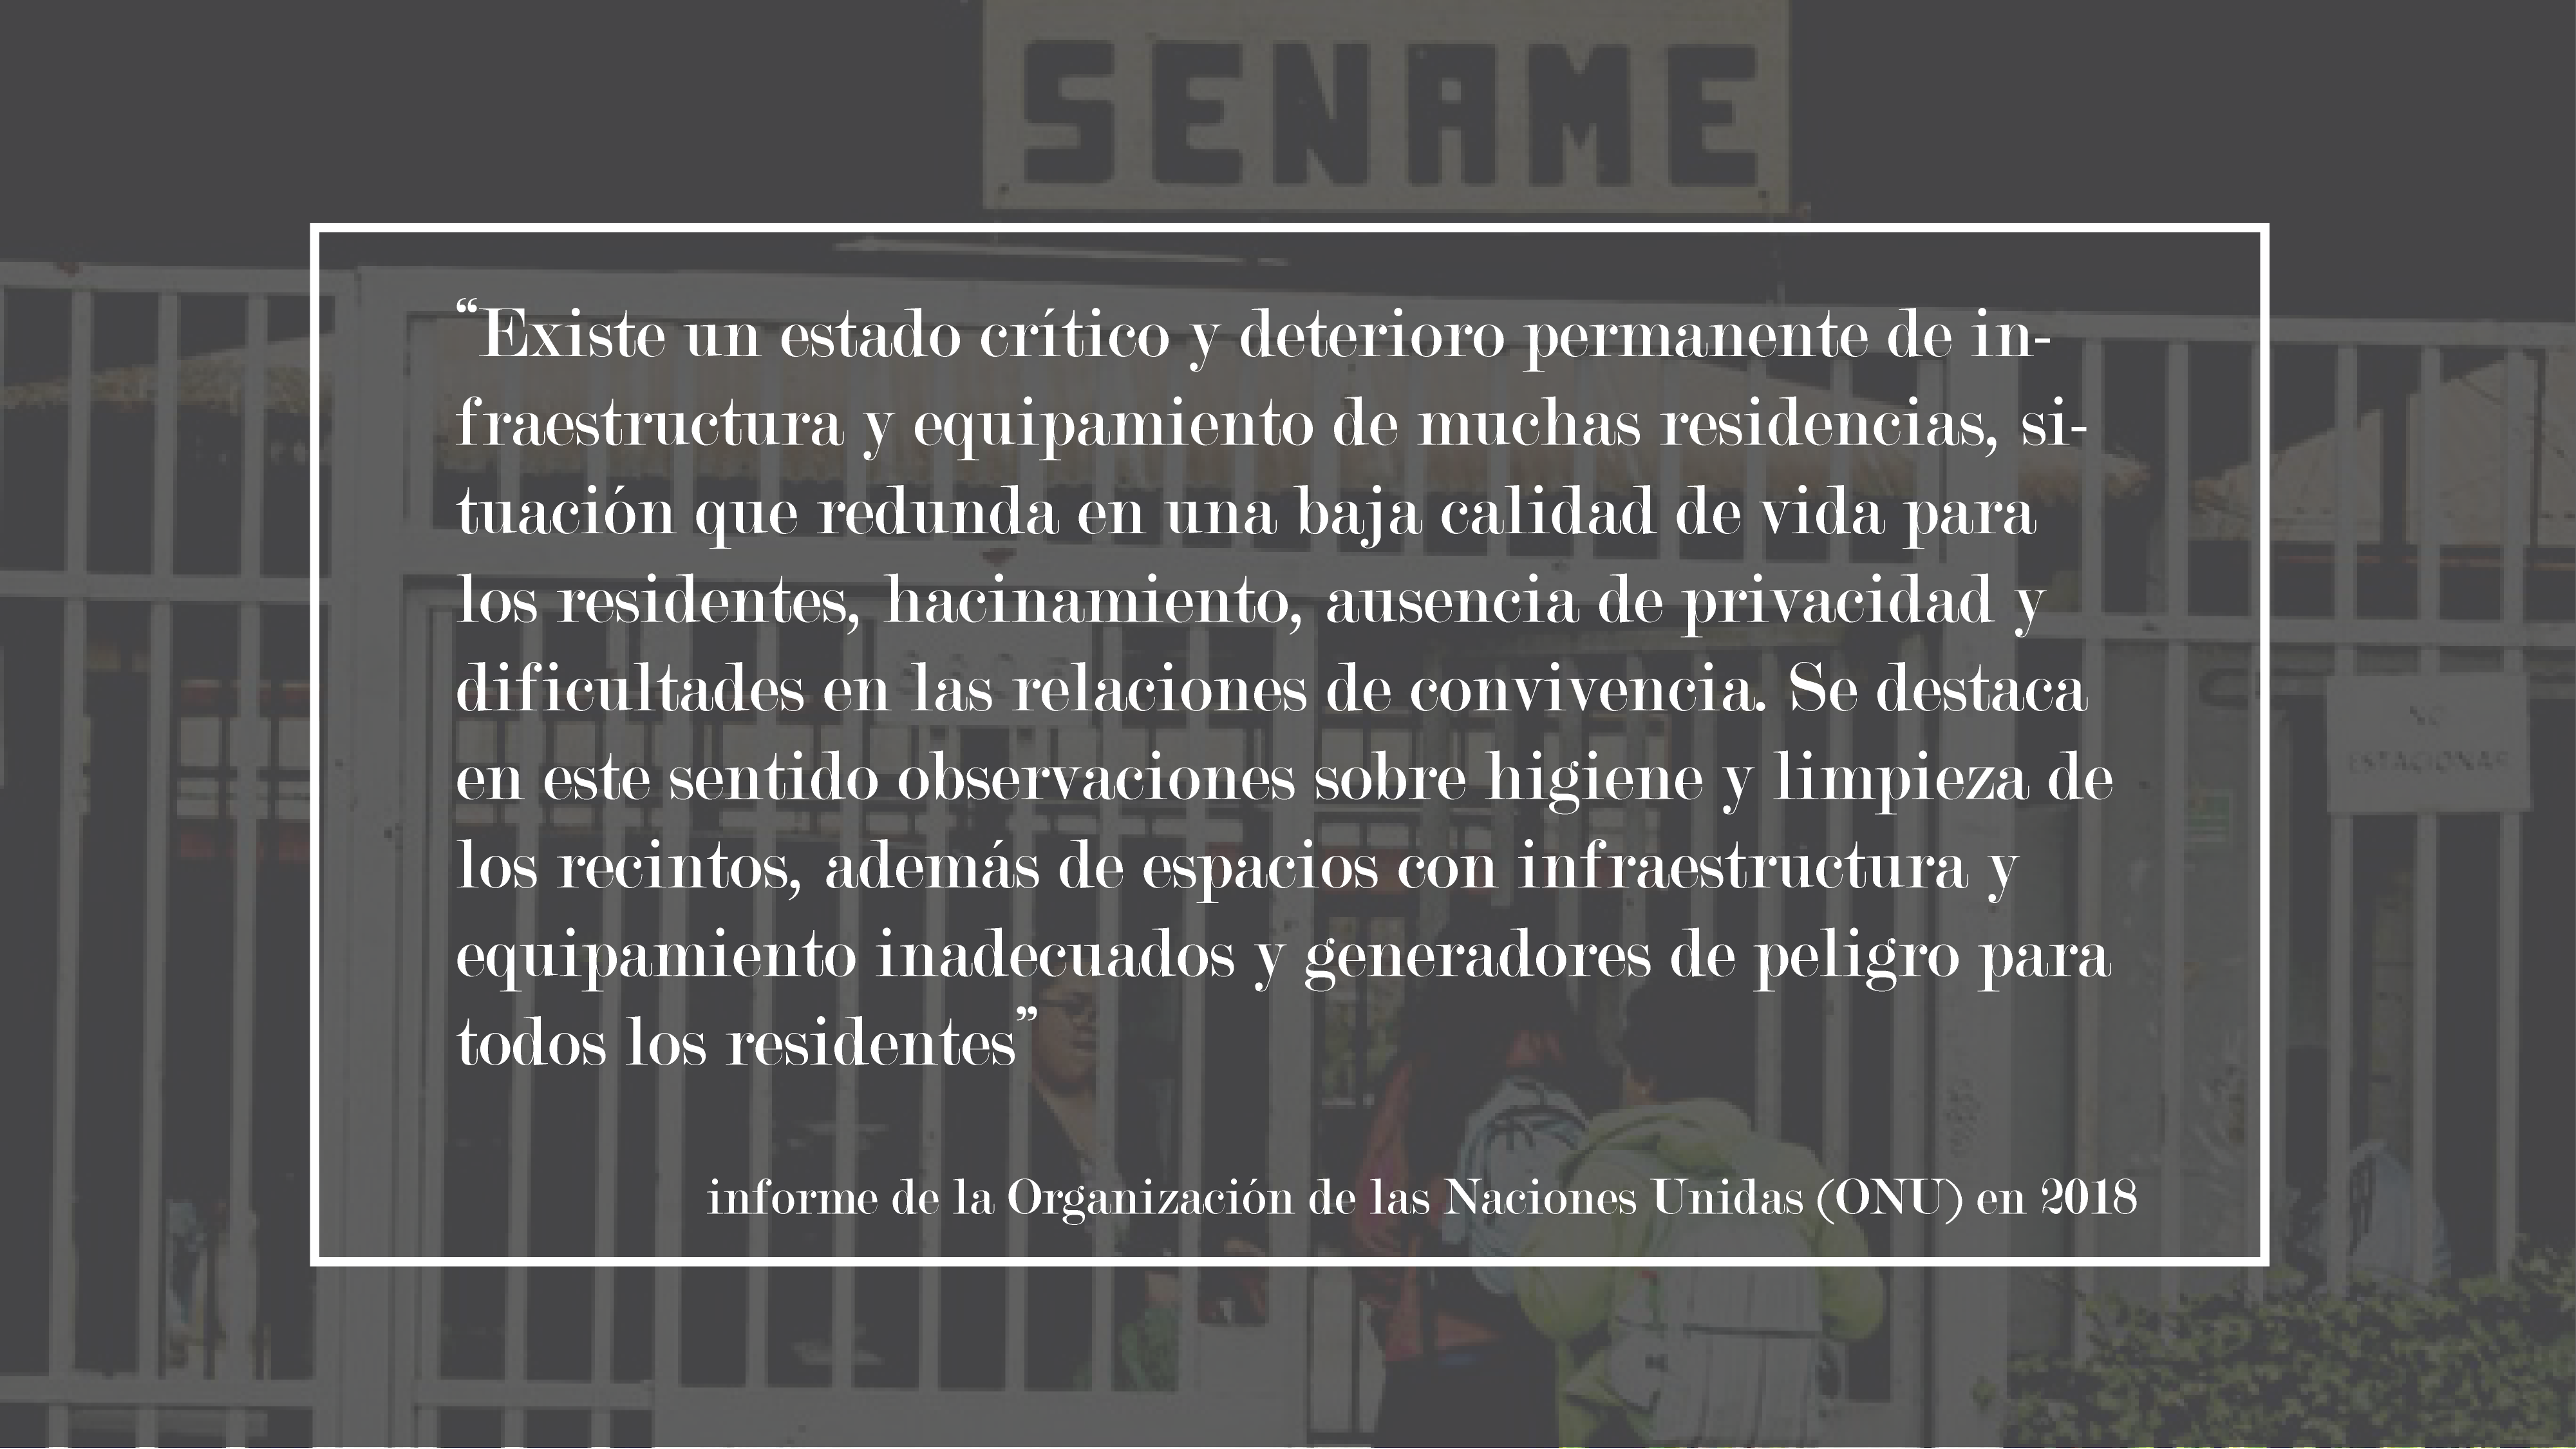 SENAME
“Existe un estado crítico y deterioro permanente de in-
fraestructura y equipamiento de muchas residencias, si-
tuación que redunda en una baja calidad de vida para
los residentes, hacinamiento, ausencia de privacidad y
dificultades en las relaciones de convivencia. Se destaca
en este sentido observaciones sobre higiene y limpieza de
los recintos, además de espacios con infraestructura y
equipamiento inadecuados y generadores de peligro para
todos los residentes”
NO
ESTACIONAR
informe de la Organización de las Naciones Unidas (ONU) en 2018